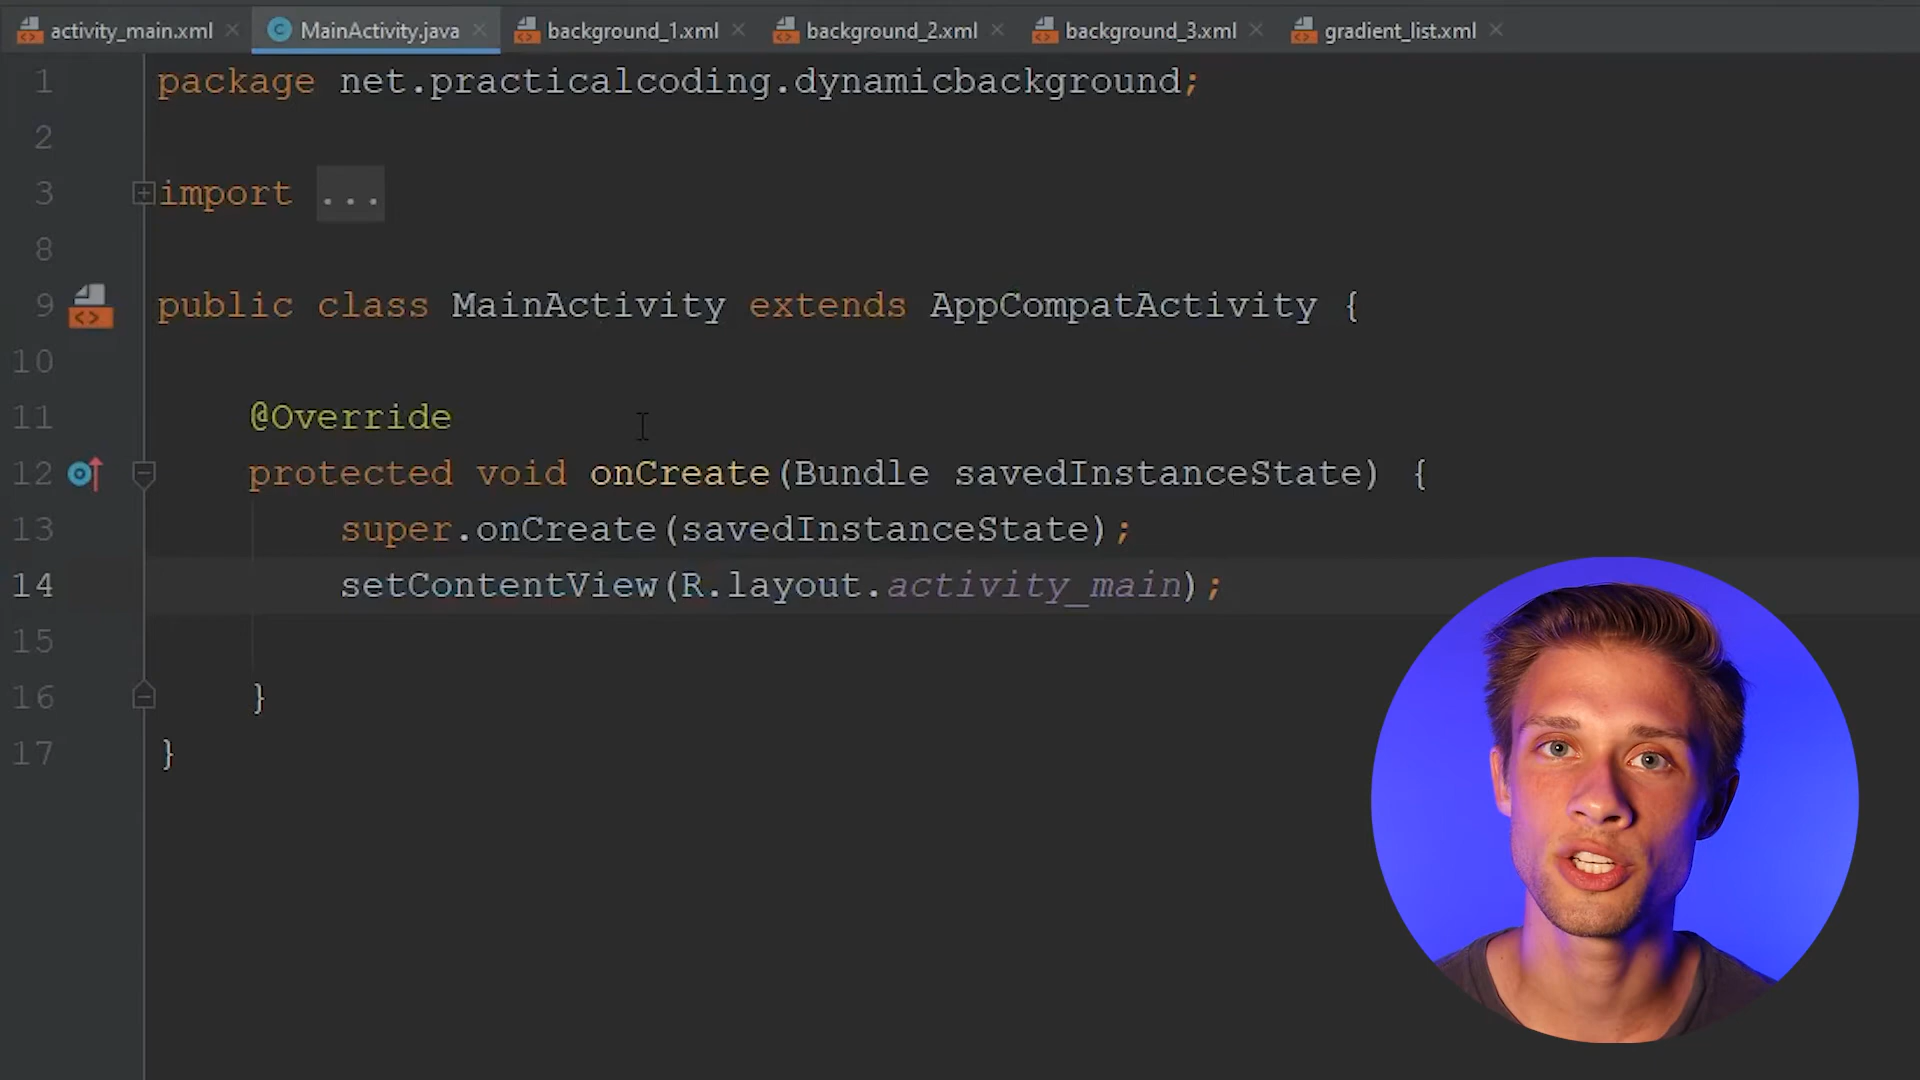 activity_main.xml MainActivity.java background_1.xml background_2.xml background_3.xml gradient_list.xml
1 package net.practicalcoding.dynamicbackground;
2
3 import ...
8
9 public class MainActivity extends AppCompatActivity {
10
11 @Override
12 protected void onCreate(Bundle savedInstanceState) {
13 super.onCreate(savedInstanceState);
14 setContentView(R.layout.activity_main);
15
16 }
17 }